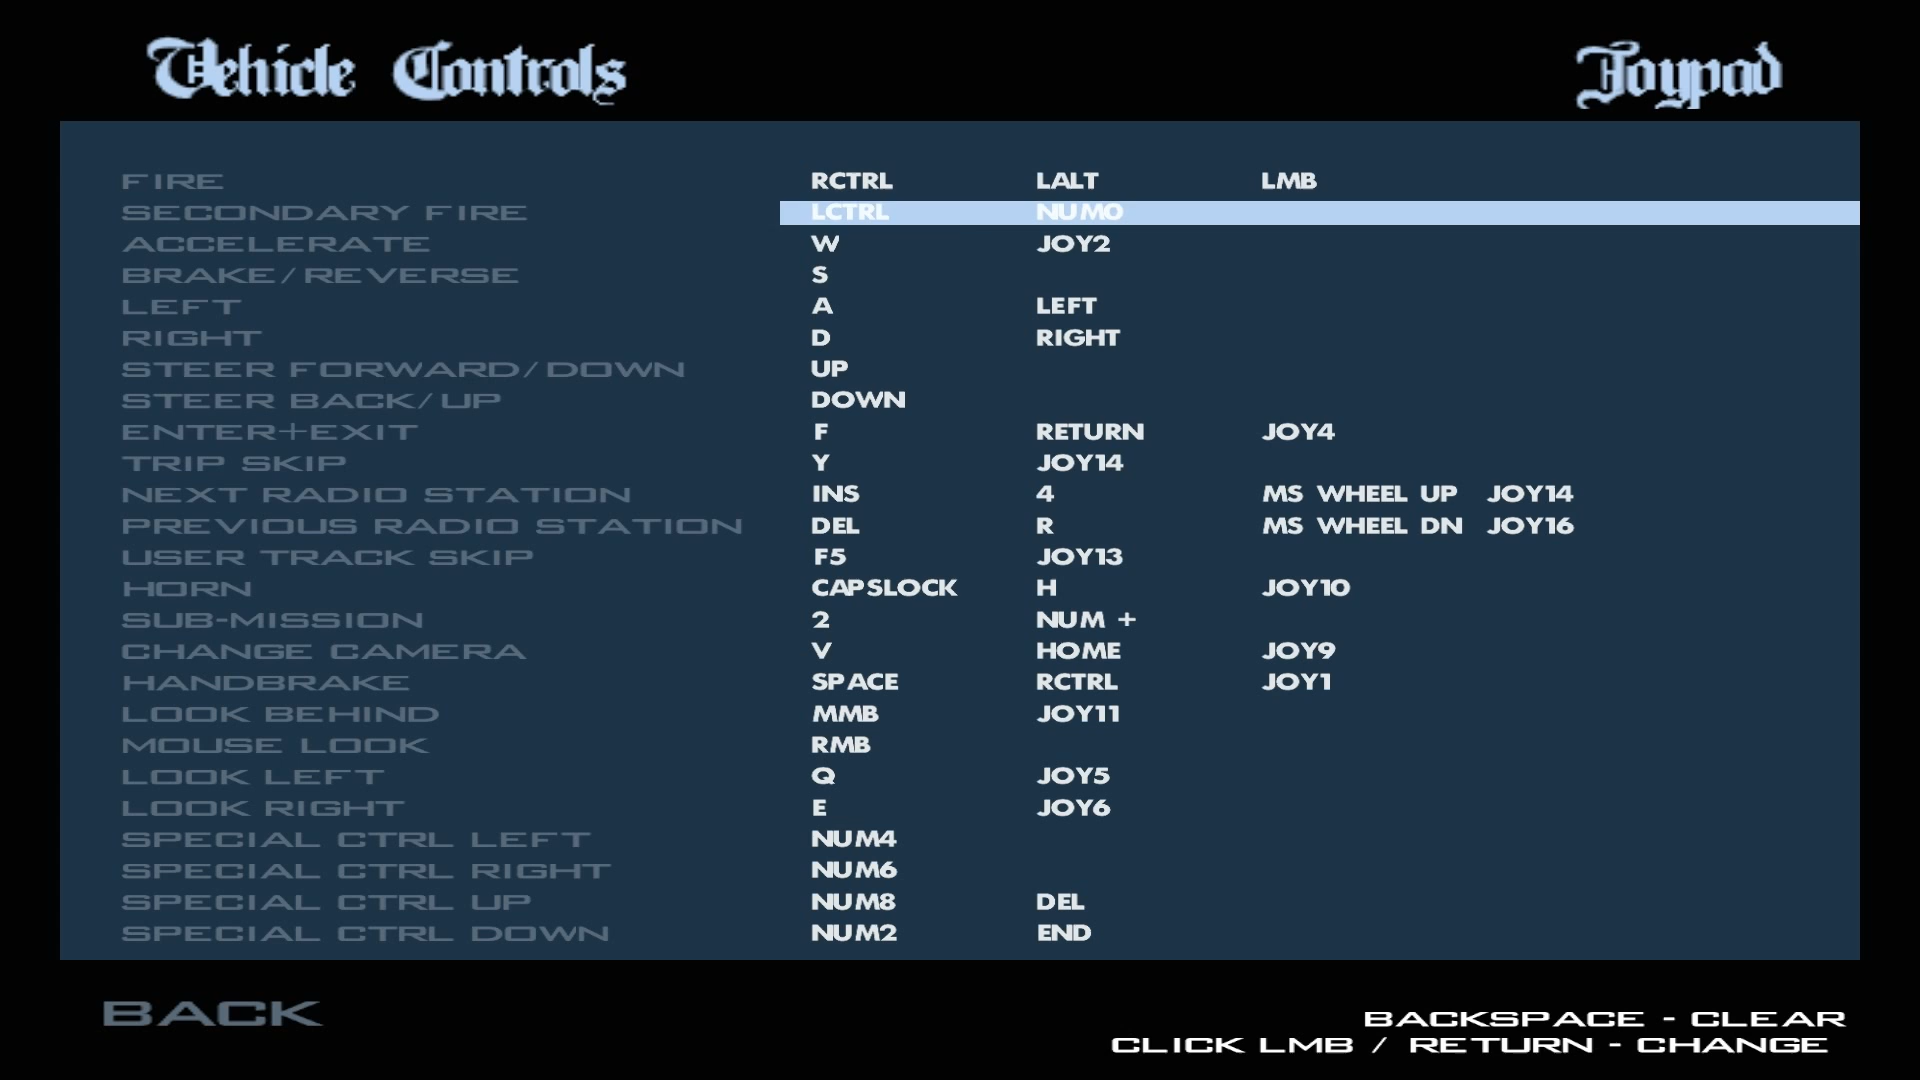 Vehicle Controls Joypad
FIRE RCTRL LALT LMB
SECONDARY FIRE LCTRL NUM0
ACCELERATE W JOY2
BRAKE/REVERSE S
LEFT A LEFT
RIGHT D RIGHT
STEER FORWARD/DOWN UP
STEER BACK/UP DOWN
ENTER+EXIT F RETURN JOY4
TRIP SKIP Y JOY14
NEXT RADIO STATION INS 4 MS WHEEL UP JOY14
PREVIOUS RADIO STATION DEL R MS WHEEL DN JOY16
USER TRACK SKIP F5 JOY13
HORN CAPSLOCK H JOY10
SUB-MISSION 2 NUM +
CHANGE CAMERA V HOME JOY9
HANDBRAKE SPACE RCTRL JOY1
LOOK BEHIND MMB JOY11
MOUSE LOOK RMB
LOOK LEFT Q JOY5
LOOK RIGHT E JOY6
SPECIAL CTRL LEFT NUM4
SPECIAL CTRL RIGHT NUM6
SPECIAL CTRL UP NUM8 DEL
SPECIAL CTRL DOWN NUM2 END
BACK
BACKSPACE - CLEAR
CLICK LMB / RETURN - CHANGE